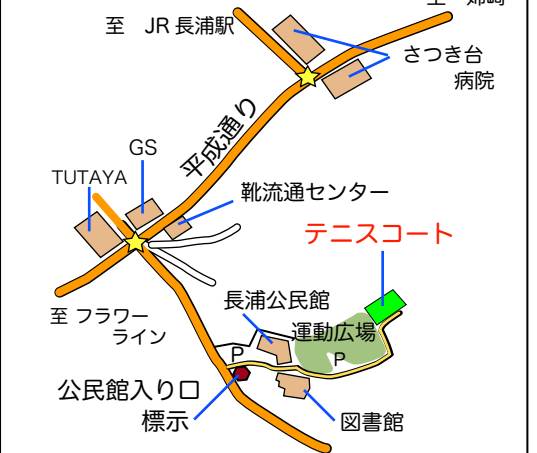 至 JR 長浦駅
さつき台
病院
平成通り
GS
TUTAYA
靴流通センター
テニスコート
至 フラワー
ライン
長浦公民館
運動広場
P
P
公民館入り口
標示
図書館